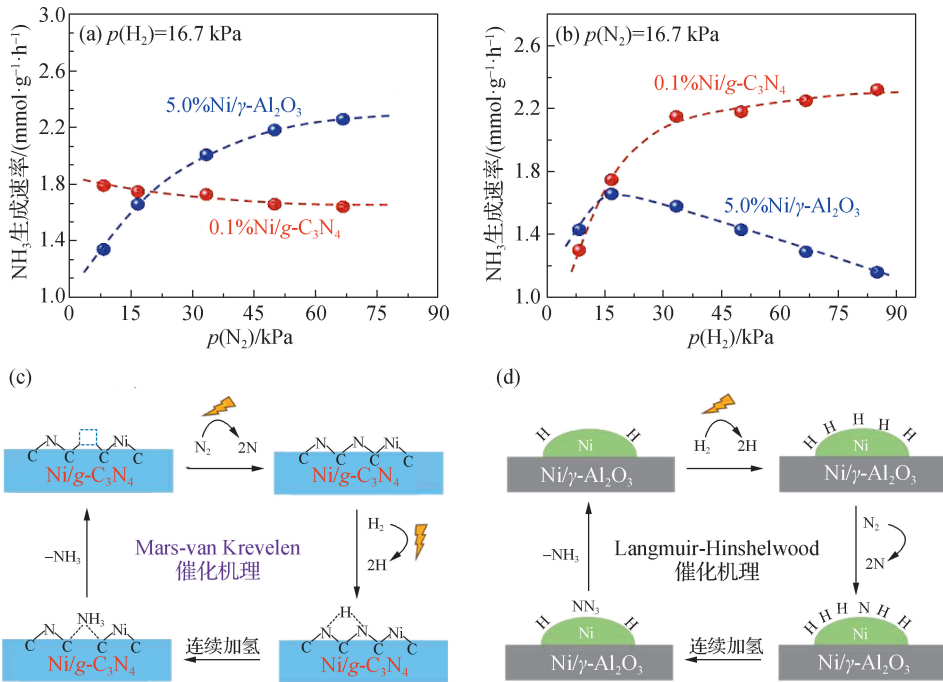 (a) p(H₂)=16.7 kPa
NH₃生成速率/(mmol·g⁻¹·h⁻¹)
3.0
2.6
2.2
1.8
1.4
1.0
5.0%Ni/γ-Al₂O₃
0.1%Ni/g-C₃N₄
0 15 30 45 60 75 90
p(N₂)/kPa
(b) p(N₂)=16.7 kPa
NH₃生成速率/(mmol·g⁻¹·h⁻¹)
3.0
2.6
2.2
1.8
1.4
1.0
0.1%Ni/g-C₃N₄
5.0%Ni/γ-Al₂O₃
0 15 30 45 60 75 90
p(H₂)/kPa
(c)
N Ni
C C C C
Ni/g-C₃N₄
N₂ 2N
N N Ni
C C C C
Ni/g-C₃N₄
–NH₃
Mars-van Krevelen
催化机理
H₂
2H
NH₃
N Ni
C C C C
Ni/g-C₃N₄
连续加氢
H
N N Ni
C C C C
Ni/g-C₃N₄
(d)
H H
Ni
Ni/γ-Al₂O₃
H₂ 2H
H H H H H
Ni
Ni/γ-Al₂O₃
–NH₃
Langmuir-Hinshelwood
催化机理
N₂
2N
NN₃
H H
Ni
Ni/γ-Al₂O₃
连续加氢
H H N H H
Ni
Ni/γ-Al₂O₃